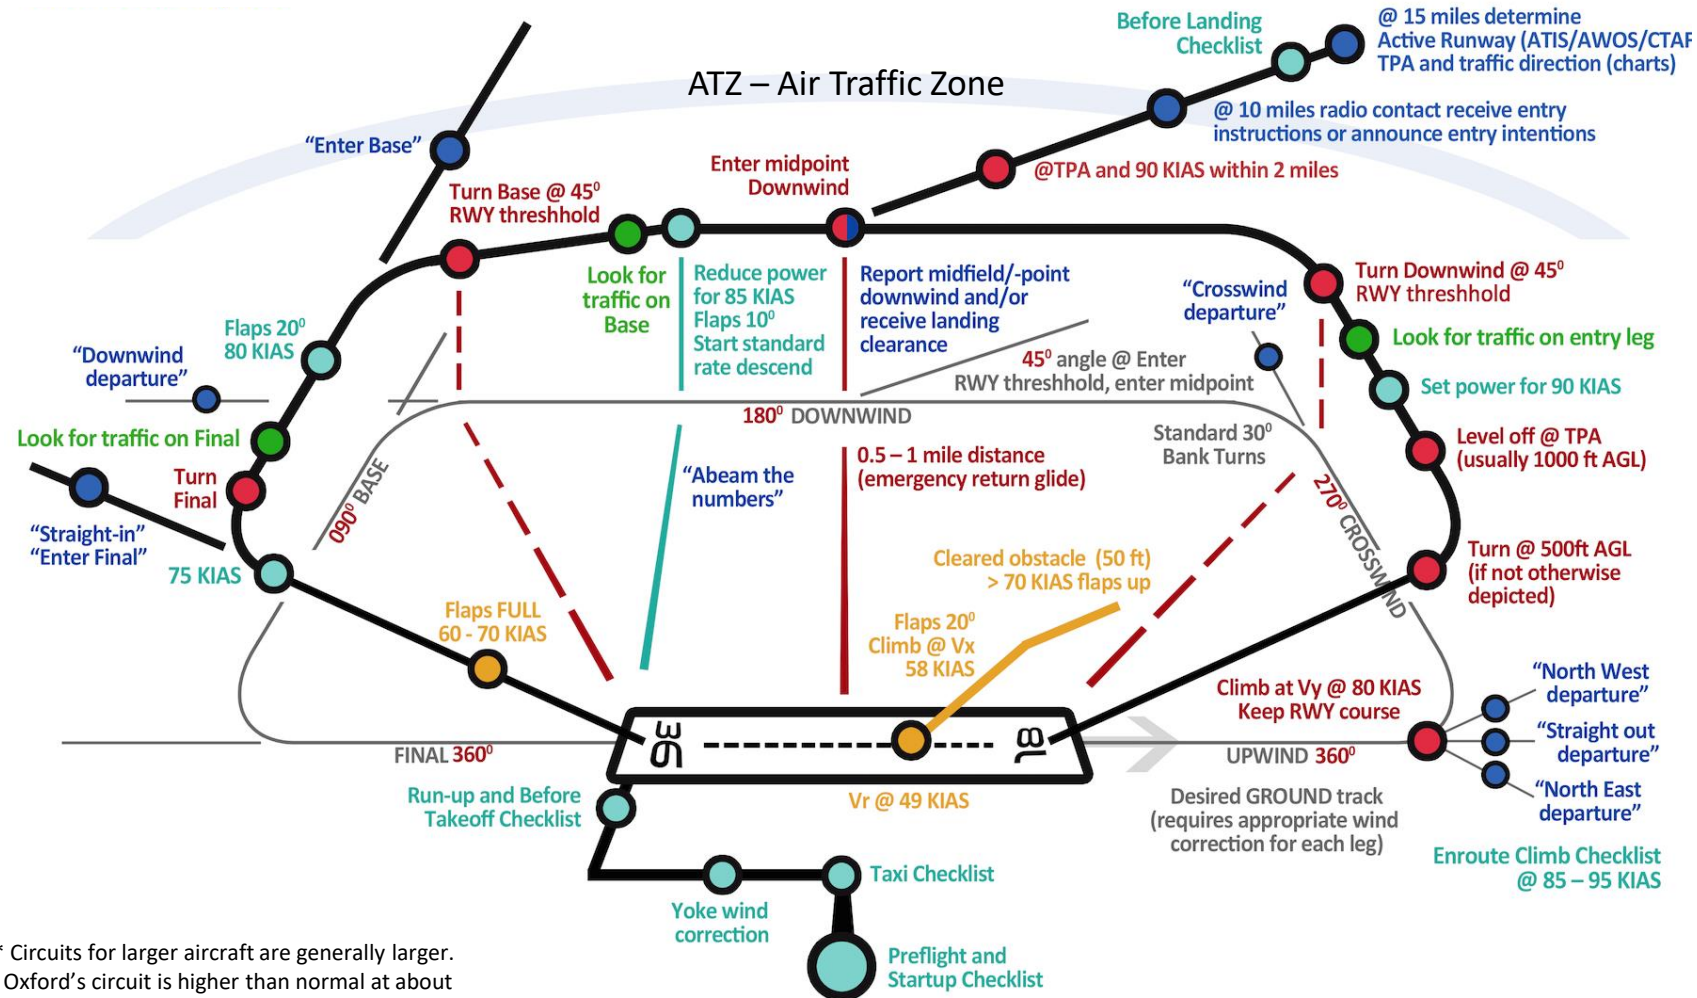 ATZ – Air Traffic Zone
Before Landing
Checklist
@ 15 miles determine
Active Runway (ATIS/AWOS/CTAF
TPA and traffic direction (charts)
@ 10 miles radio contact receive entry
instructions or announce entry intentions
@TPA and 90 KIAS within 2 miles
“Enter Base”
Enter midpoint
Downwind
Turn Base @ 45⁰
RWY threshhold
Look for
traffic on
Base
Reduce power
for 85 KIAS
Flaps 10⁰
Start standard
rate descend
Report midfield/-point
downwind and/or
receive landing
clearance
“Crosswind
departure”
Turn Downwind @ 45⁰
RWY threshhold
Look for traffic on entry leg
Set power for 90 KIAS
Level off @ TPA
(usually 1000 ft AGL)
Flaps 20⁰
80 KIAS
“Downwind
departure”
Look for traffic on Final
Turn
Final
“Straight-in”
“Enter Final”
75 KIAS
45⁰ angle @ Enter
RWY threshhold, enter midpoint
180⁰ DOWNWIND
Standard 30⁰
Bank Turns
090⁰ BASE
270⁰ CROSSWIND
“Abeam the
numbers”
0.5 – 1 mile distance
(emergency return glide)
Turn @ 500ft AGL
(if not otherwise
depicted)
Cleared obstacle (50 ft)
> 70 KIAS flaps up
Flaps FULL
60 - 70 KIAS
Flaps 20⁰
Climb @ Vx
58 KIAS
Climb at Vy @ 80 KIAS
Keep RWY course
“North West
departure”
“Straight out
departure”
“North East
departure”
36
18
FINAL 360⁰
UPWIND 360⁰
Run-up and Before
Takeoff Checklist
Vr @ 49 KIAS
Desired GROUND track
(requires appropriate wind
correction for each leg)
Enroute Climb Checklist
@ 85 – 95 KIAS
Taxi Checklist
Yoke wind
correction
Preflight and
Startup Checklist
* Circuits for larger aircraft are generally larger.
Oxford’s circuit is higher than normal at about